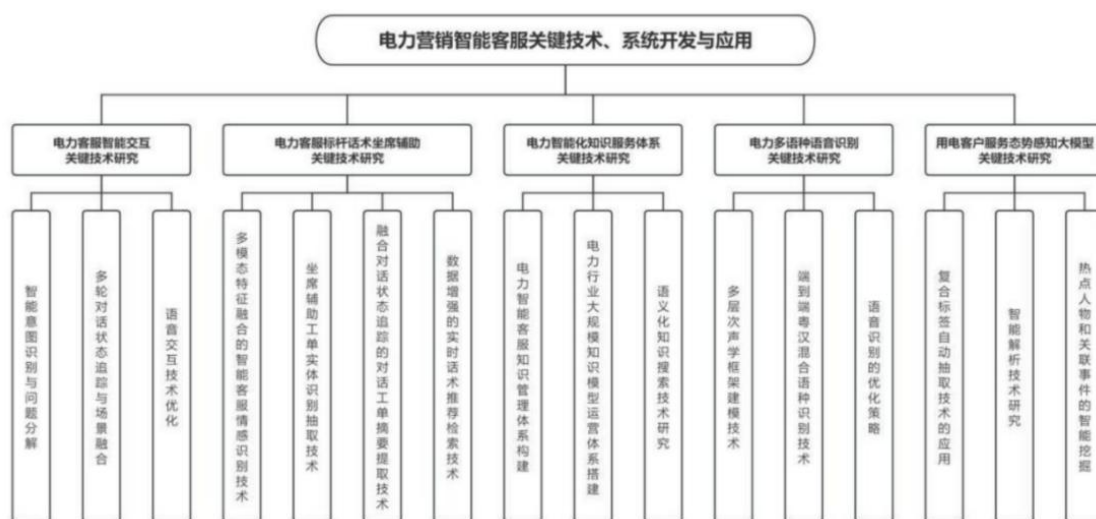 电力营销智能客服关键技术、系统开发与应用
电力客服智能交互
关键技术研究
电力客服标杆话术坐席辅助
关键技术研究
电力智能化知识服务体系
关键技术研究
电力多语种语音识别
关键技术研究
用电客户服务态势感知大模型
关键技术研究
智能意图识别与问题分解
多轮对话状态追踪与场景融合
语音交互技术优化
多模态特征融合的智能客服情感识别技术
坐席辅助工单实体识别抽取技术
融合对话状态追踪的对话工单摘要提取技术
数据增强的实时话术推荐检索技术
电力智能客服知识管理体系构建
电力行业大规模知识模型运营体系搭建
语义化知识搜索技术研究
多层次声学框架建模技术
端到端粤汉混合语种识别技术
语音识别的优化策略
复合标签自动抽取技术的应用
智能解析技术研究
热点人物和关联事件的智能挖掘